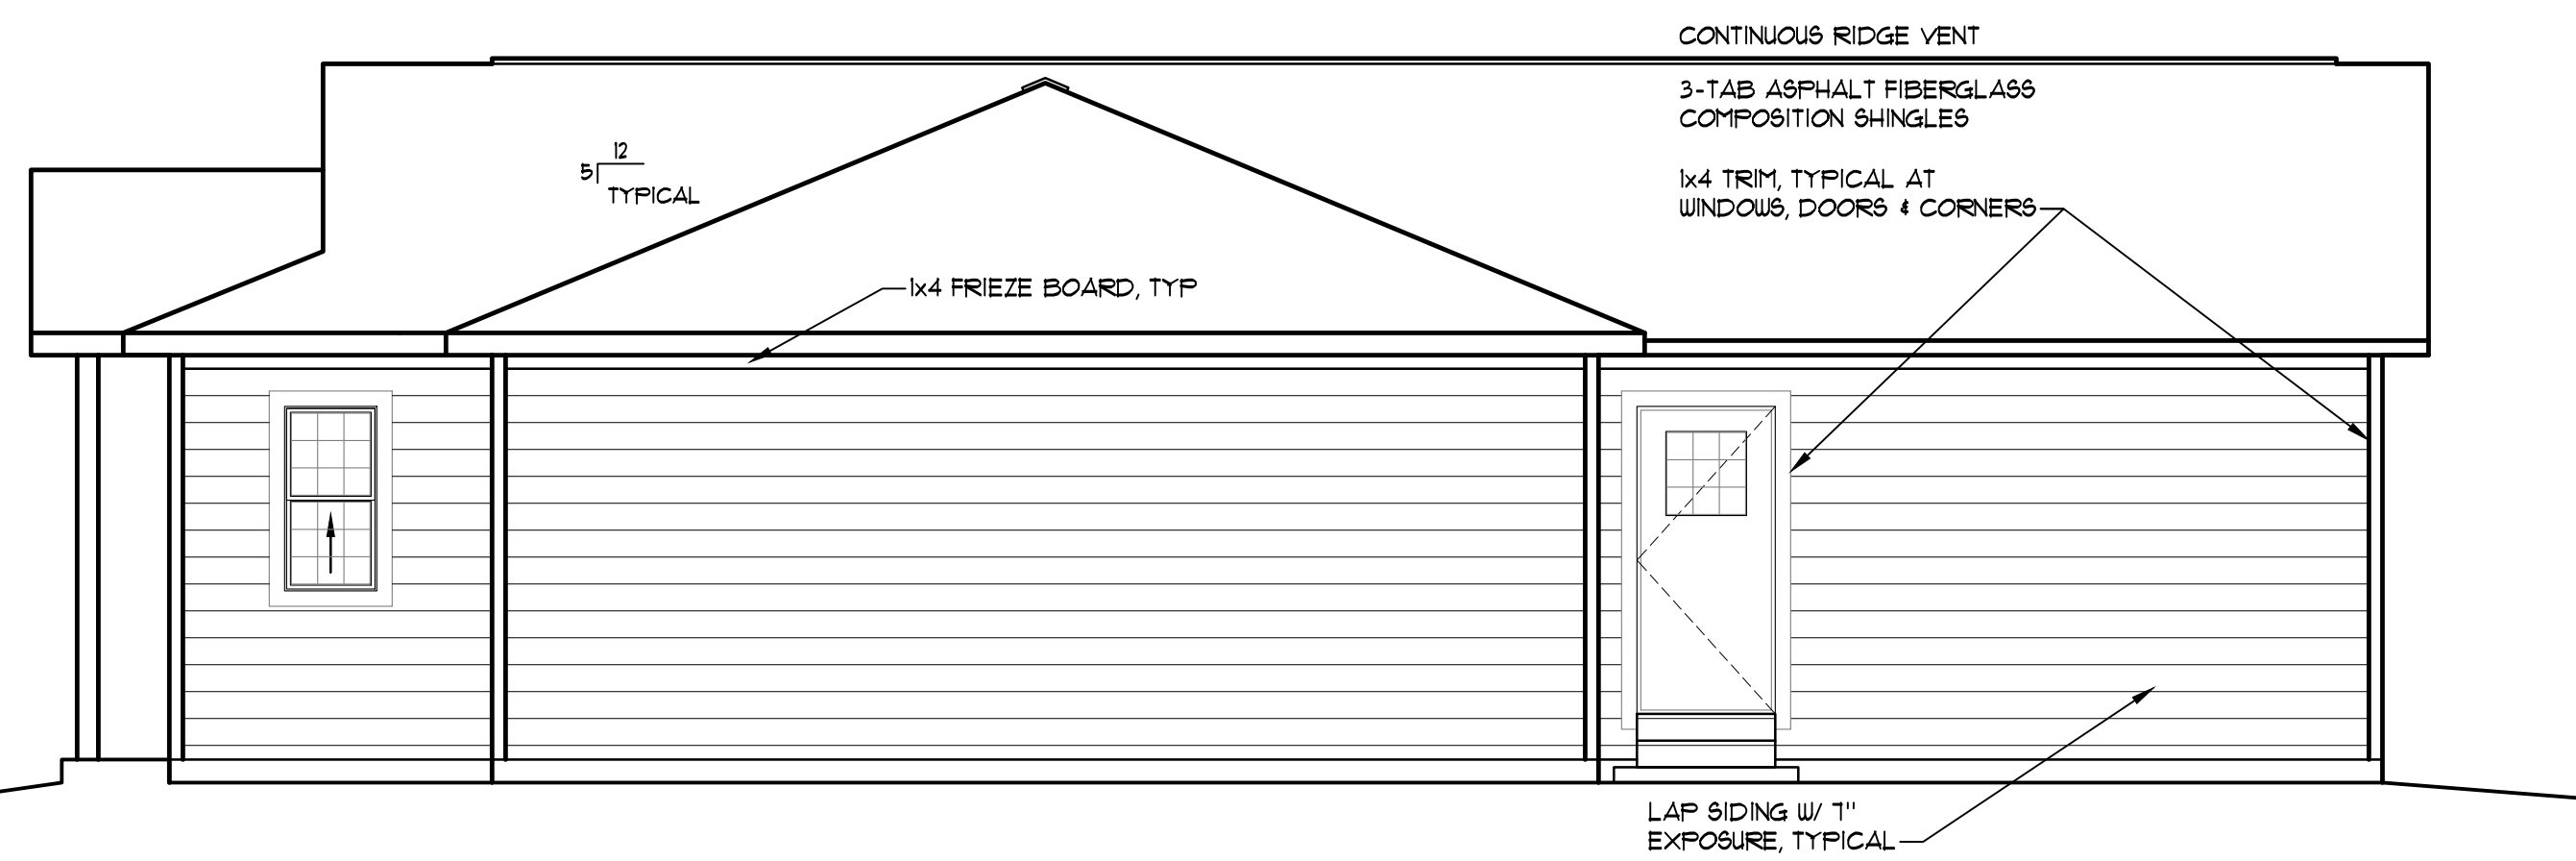 CONTINUOUS RIDGE VENT
3-TAB ASPHALT FIBERGLASS
COMPOSITION SHINGLES
12
5
TYPICAL
1x4 TRIM, TYPICAL AT
WINDOWS, DOORS & CORNERS
1x4 FRIEZE BOARD, TYP
LAP SIDING W/ 7"
EXPOSURE, TYPICAL